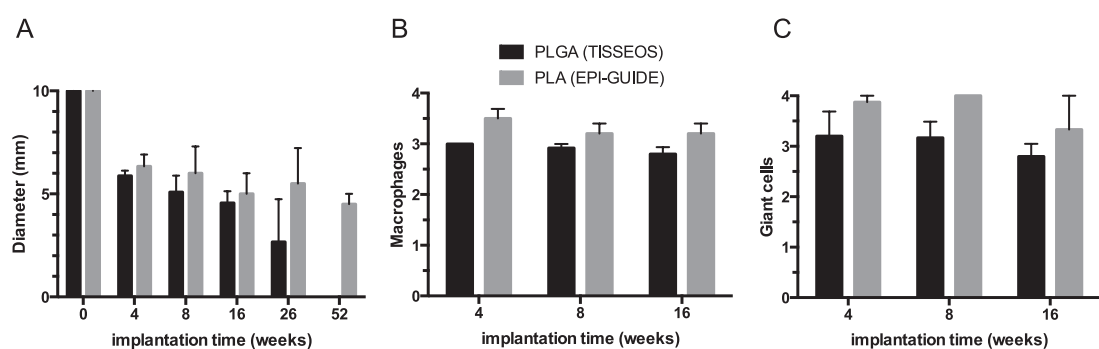 A
B
C
PLGA (TISSEOS)
PLA (EPI-GUIDE)
Diameter (mm)
10
5
0
0 4 8 16 26 52
implantation time (weeks)
Macrophages
4
3
2
1
0
4 8 16
implantation time (weeks)
Giant cells
4
3
2
1
0
4 8 16
implantation time (weeks)